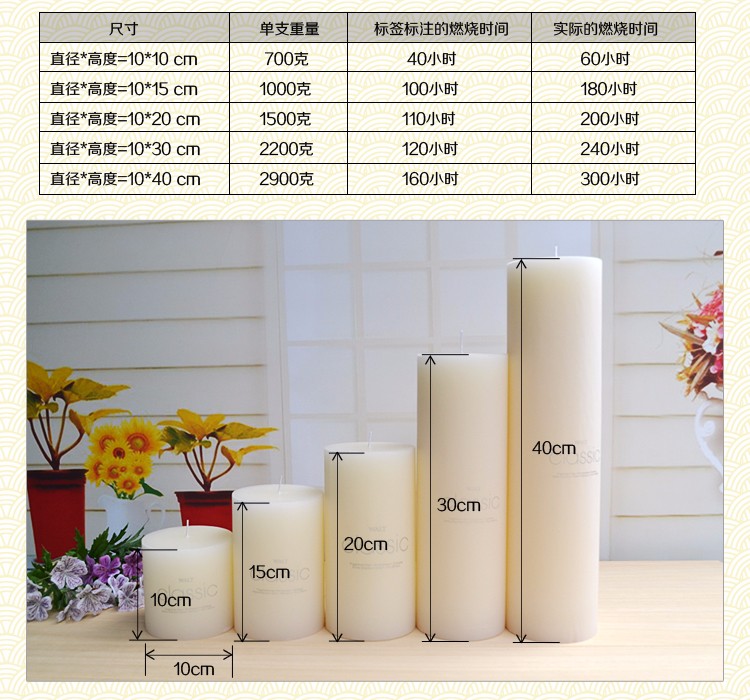 尺寸 单支重量 标签标注的燃烧时间 实际的燃烧时间
直径*高度=10*10 cm 700克 40小时 60小时
直径*高度=10*15 cm 1000克 100小时 180小时
直径*高度=10*20 cm 1500克 110小时 200小时
直径*高度=10*30 cm 2200克 120小时 240小时
直径*高度=10*40 cm 2900克 160小时 300小时
40cm
classic
30cm
20cm
15cm
10cm
classic
10cm